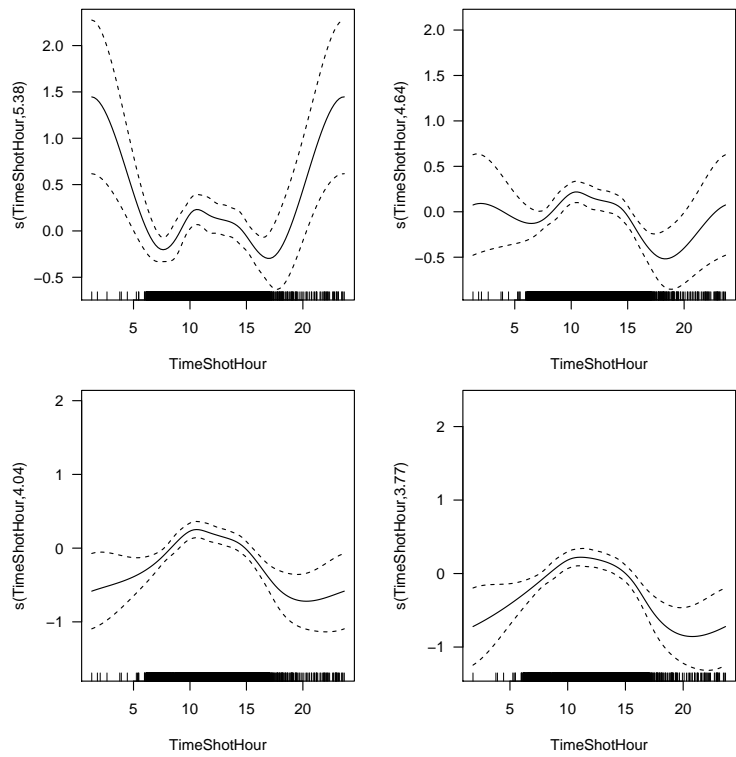 2.0
1.5
1.0
0.5
0.0
−0.5
s(TimeShotHour,5.38)
5 10 15 20
TimeShotHour
2.0
1.5
1.0
0.5
0.0
−0.5
s(TimeShotHour,4.64)
5 10 15 20
TimeShotHour
2
1
0
−1
s(TimeShotHour,4.04)
5 10 15 20
TimeShotHour
2
1
0
−1
s(TimeShotHour,3.77)
5 10 15 20
TimeShotHour